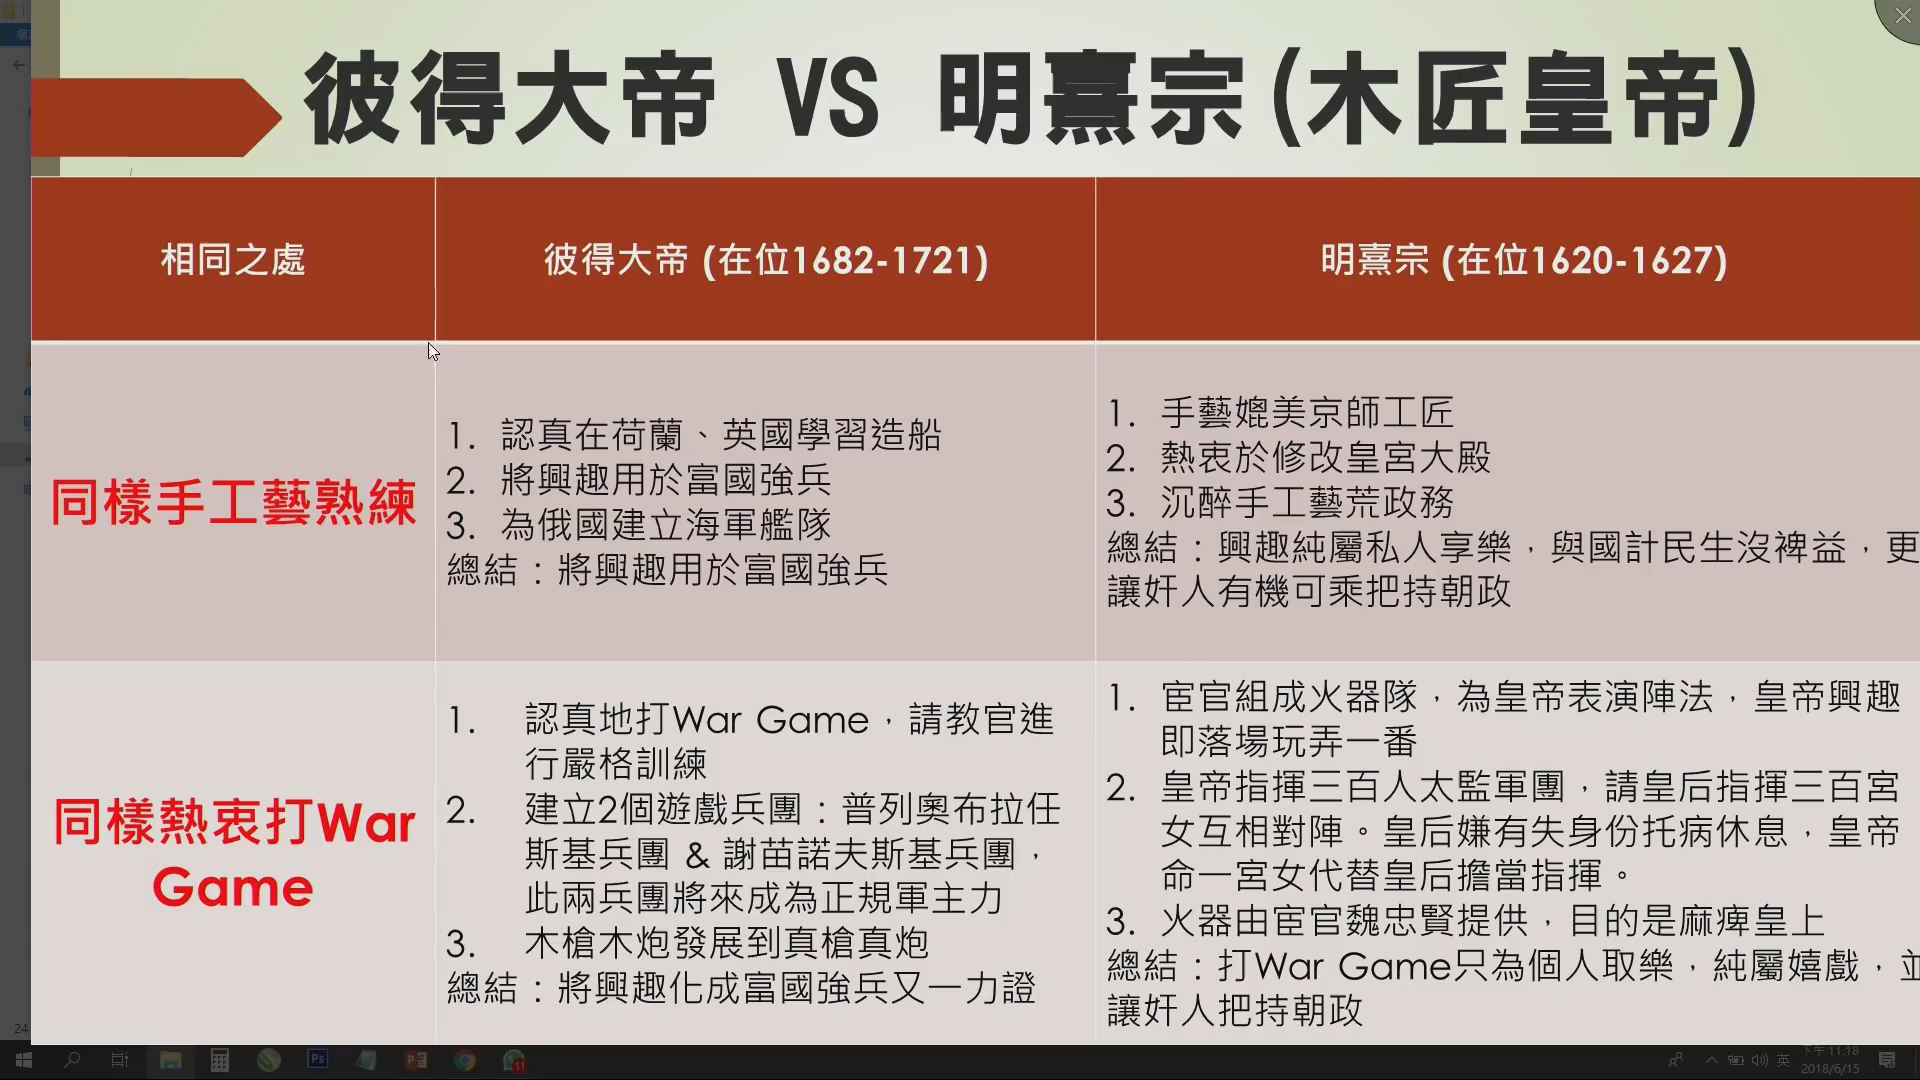 彼得大帝 VS 明熹宗(木匠皇帝)
相同之處
彼得大帝 (在位1682-1721)
明熹宗 (在位1620-1627)
同樣手工藝熟練
1. 認真在荷蘭、英國學習造船
2. 將興趣用於富國強兵
3. 為俄國建立海軍艦隊
總結：將興趣用於富國強兵
1. 手藝媲美京師工匠
2. 熱衷於修改皇宮大殿
3. 沉醉手工藝荒政務
總結：興趣純屬私人享樂，與國計民生沒裨益，更
讓奸人有機可乘把持朝政
同樣熱衷打War
Game
1. 認真地打War Game，請教官進
行嚴格訓練
2. 建立2個遊戲兵團：普列奧布拉任
斯基兵團 & 謝苗諾夫斯基兵團，
此兩兵團將來成為正規軍主力
3. 木槍木炮發展到真槍真炮
總結：將興趣化成富國強兵又一力證
1. 宦官組成火器隊，為皇帝表演陣法，皇帝興趣
即落場玩弄一番
2. 皇帝指揮三百人太監軍團，請皇后指揮三百宮
女互相對陣。皇后嫌有失身份托病休息，皇帝
命一宮女代替皇后擔當指揮。
3. 火器由宦官魏忠賢提供，目的是麻痺皇上
總結：打War Game只為個人取樂，純屬嬉戲，並
讓奸人把持朝政
24
Ps
11
英
下午 11:18
2018/6/15